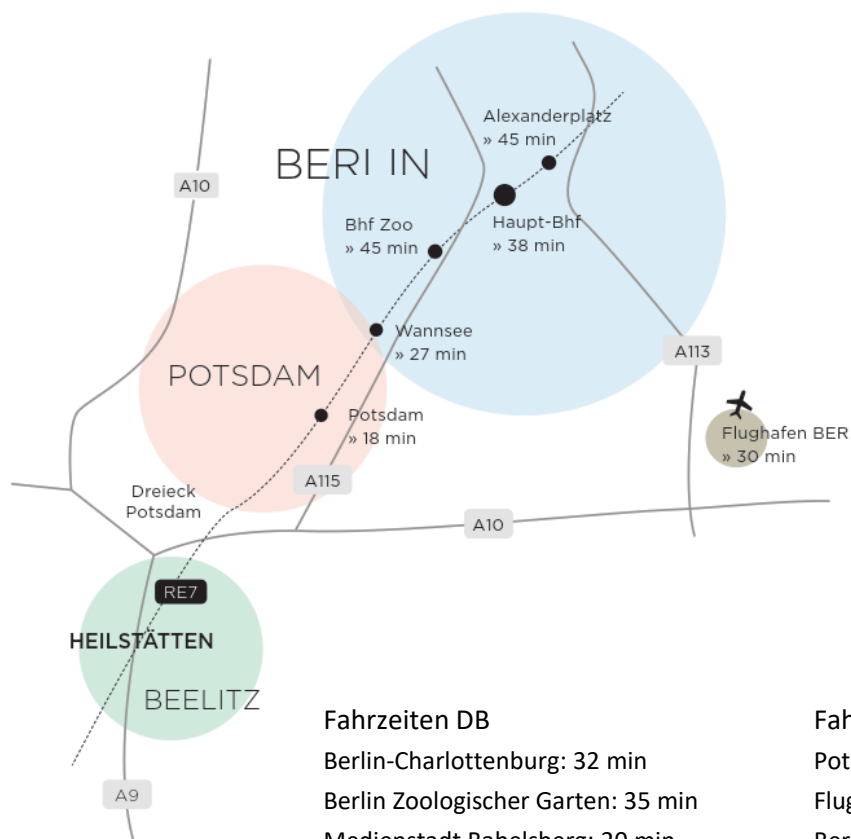 Alexanderplatz
» 45 min
BERLIN
A10
Bhf Zoo
» 45 min
Haupt-Bhf
» 38 min
Wannsee
» 27 min
A113
POTSDAM
Potsdam
» 18 min
Flughafen BER
» 30 min
A115
Dreieck
Potsdam
A10
RE7
HEILSTÄTTEN
BEELITZ
A9
Fahrzeiten DB
Berlin-Charlottenburg: 32 min
Berlin Zoologischer Garten: 35 min